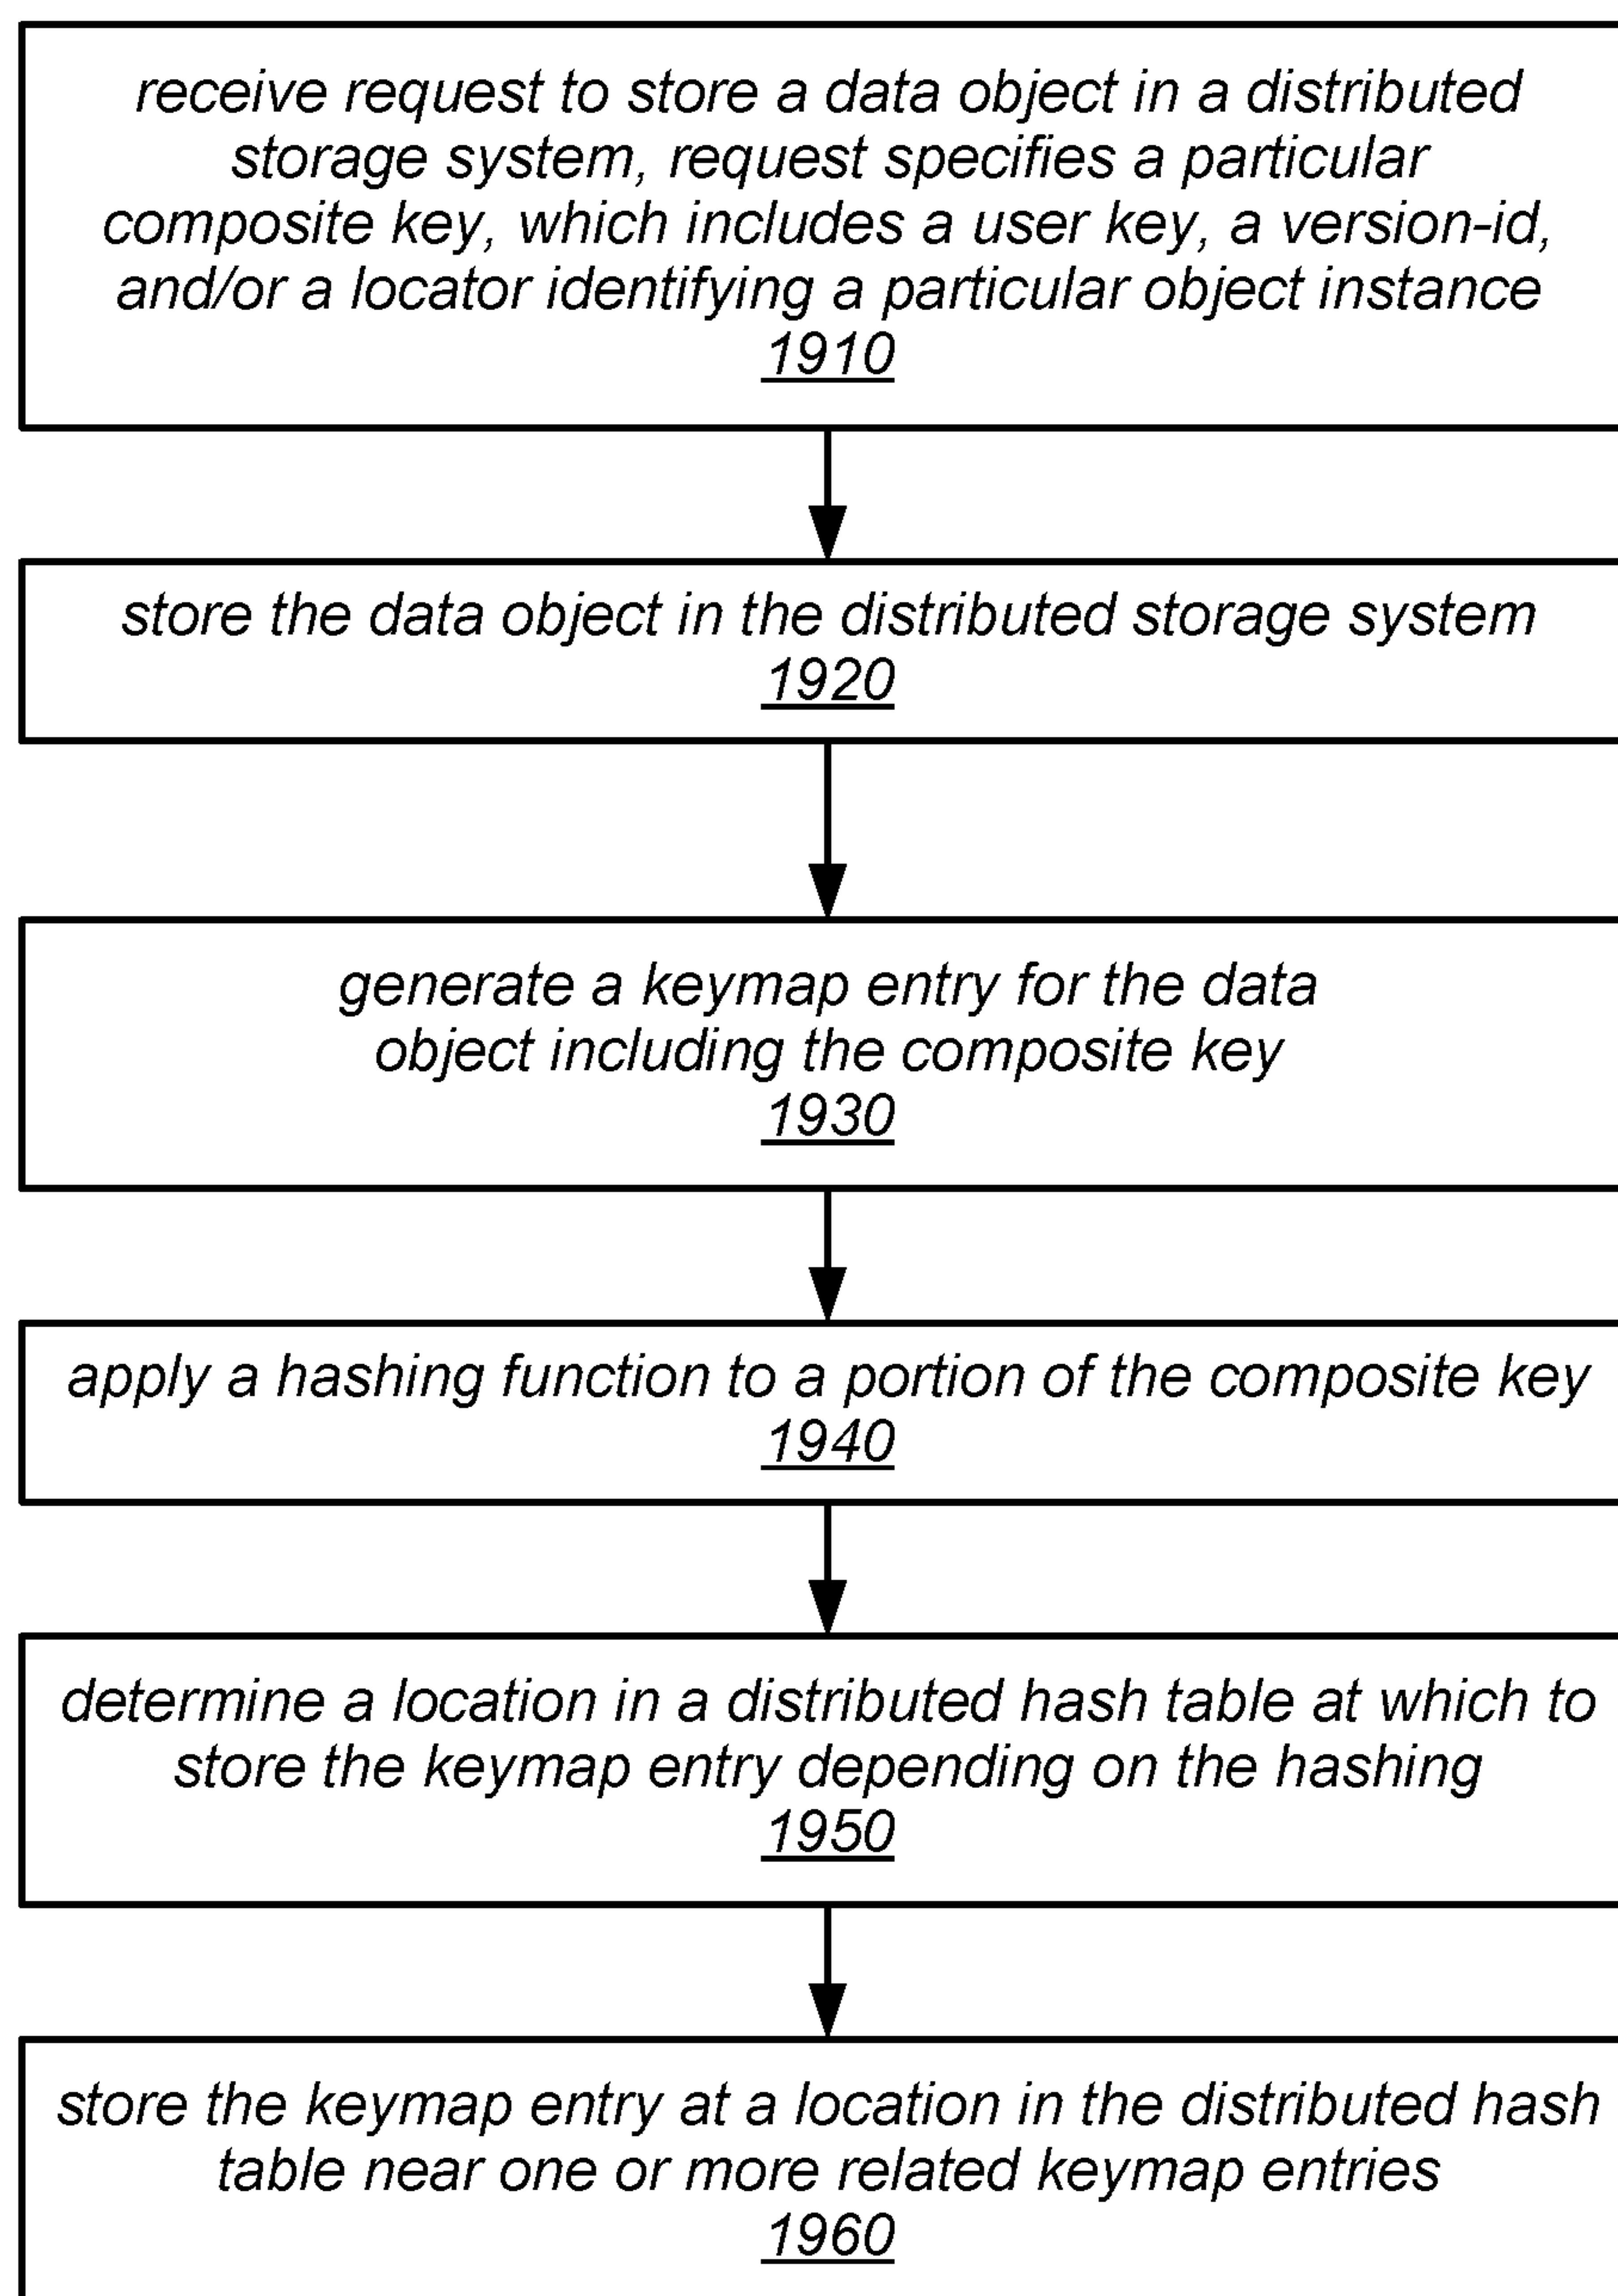 receive request to store a data object in a distributed
storage system, request specifies a particular
composite key, which includes a user key, a version-id,
and/or a locator identifying a particular object instance
1910
store the data object in the distributed storage system
1920
generate a keymap entry for the data
object including the composite key
1930
apply a hashing function to a portion of the composite key
1940
determine a location in a distributed hash table at which to
store the keymap entry depending on the hashing
1950
store the keymap entry at a location in the distributed hash
table near one or more related keymap entries
1960